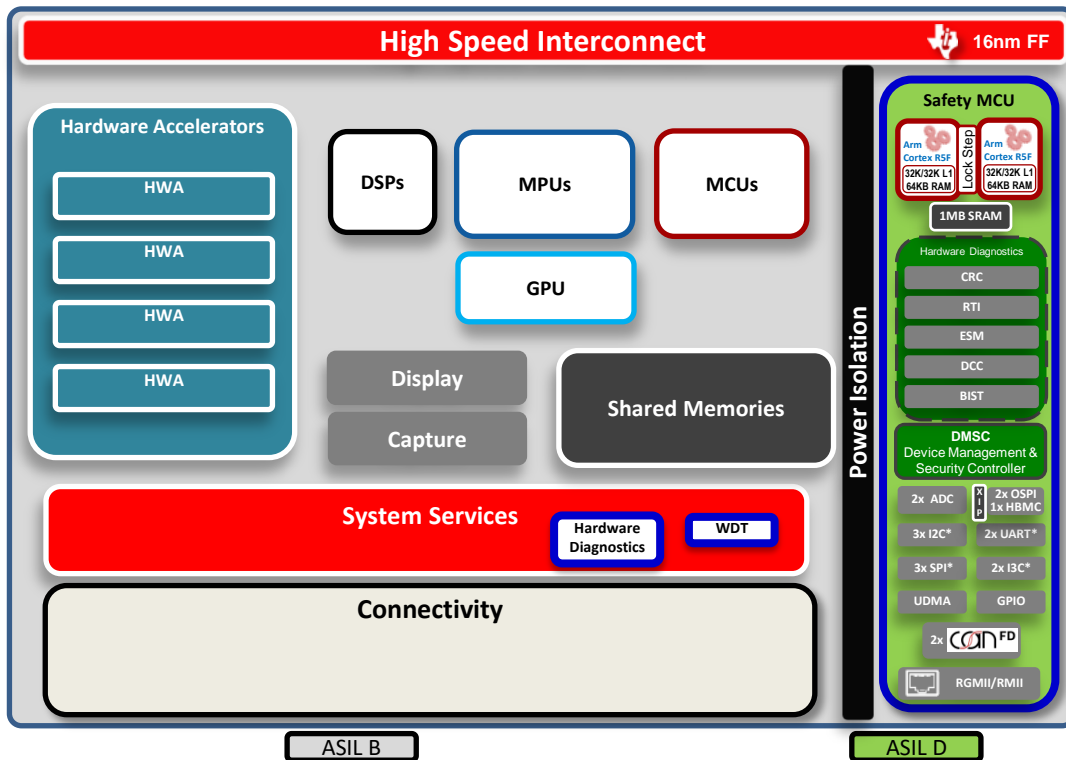 High Speed Interconnect
16nm FF
Hardware Accelerators
HWA
HWA
HWA
HWA
DSPs
MPUs
MCUs
GPU
Display
Capture
Shared Memories
System Services
Hardware
Diagnostics
WDT
Connectivity
Power Isolation
Safety MCU
Arm
Cortex R5F
32K/32K L1
64KB RAM
Lock Step
Arm
Cortex R5F
32K/32K L1
64KB RAM
1MB SRAM
Hardware Diagnostics
CRC
RTI
ESM
DCC
BIST
DMSC
Device Management &
Security Controller
2x ADC
XIP
2x OSPI
1x HBMC
3x I2C*
2x UART*
3x SPI*
2x I3C*
UDMA
GPIO
2x CAN FD
RGMII/RMII
ASIL B
ASIL D